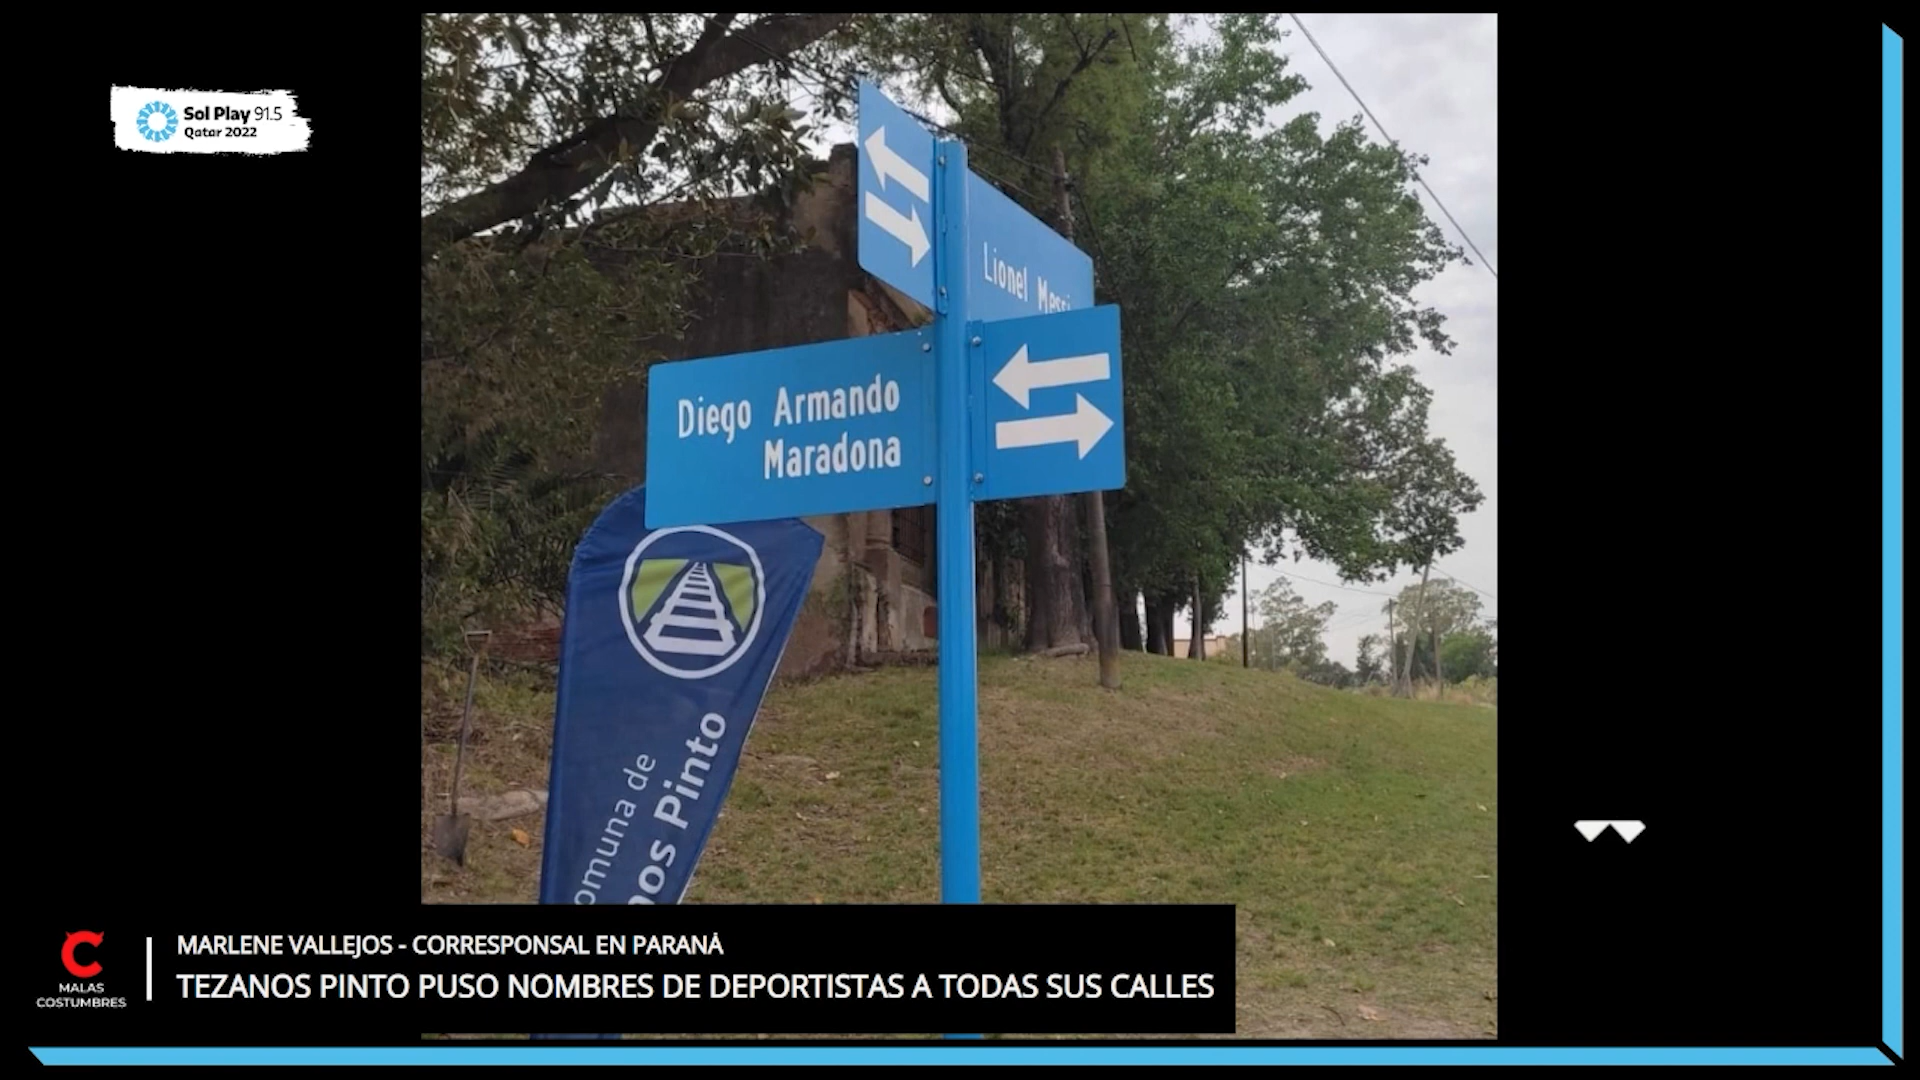 Sol Play 91.5
Qatar 2022
Lionel Messi
Diego Armando
Maradona
omuna de
nos Pinto
MALAS
COSTUMBRES
MARLENE VALLEJOS - CORRESPONSAL EN PARANÁ
TEZANOS PINTO PUSO NOMBRES DE DEPORTISTAS A TODAS SUS CALLES